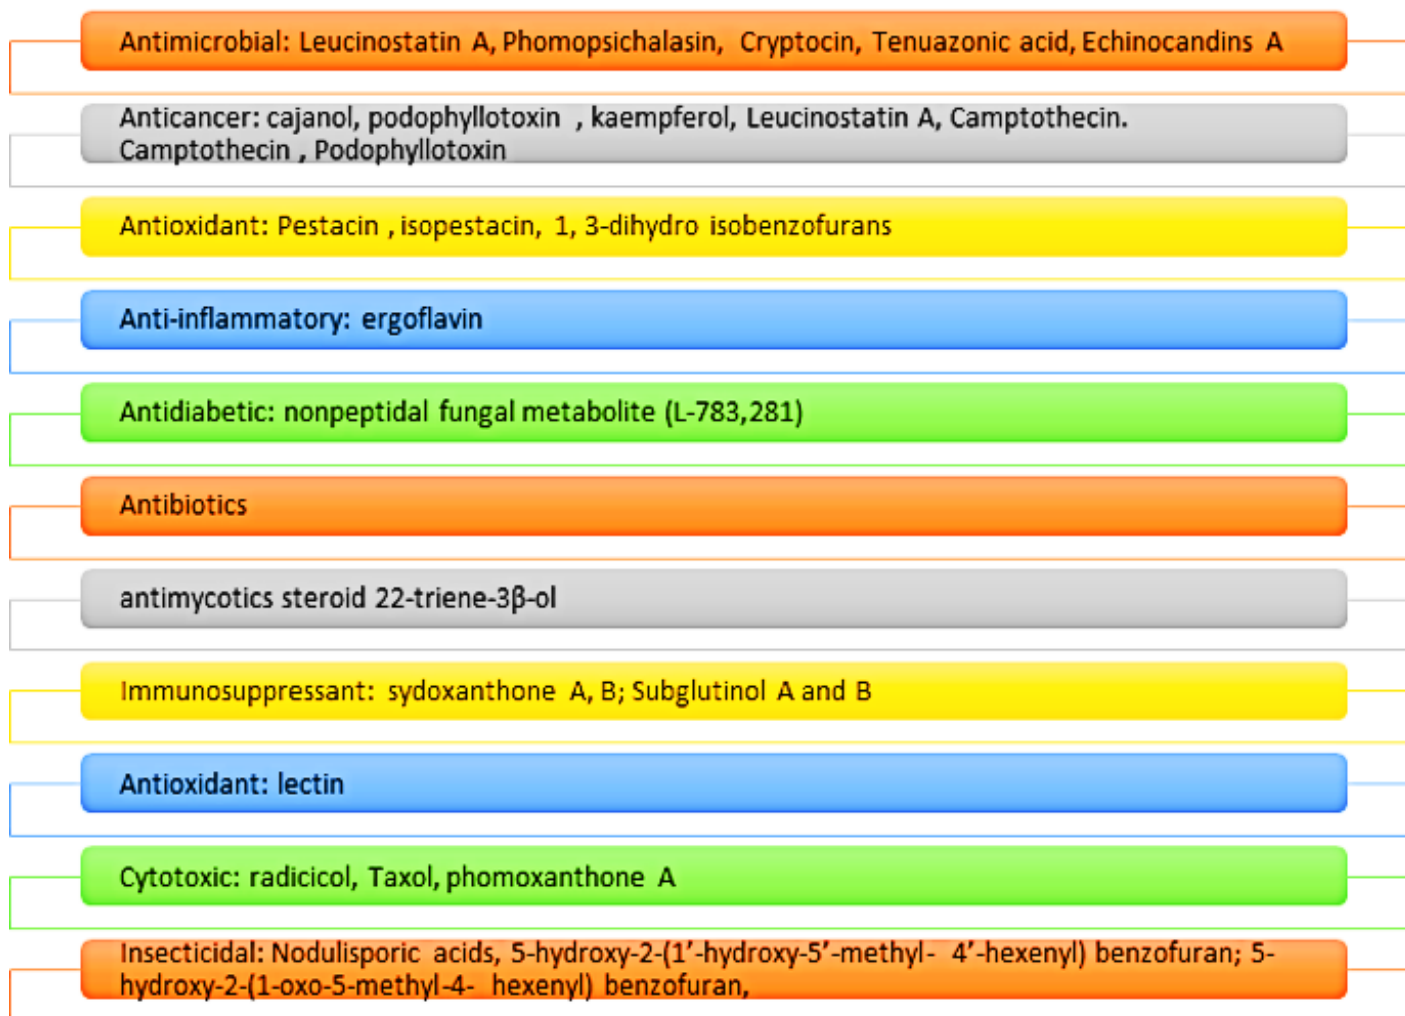 Antimicrobial: Leucinostatin A, Phomopsichalasin, Cryptocin, Tenuazonic acid, Echinocandins A
Anticancer: cajanol, podophyllotoxin , kaempferol, Leucinostatin A, Camptothecin.
Camptothecin , Podophyllotoxin
Antioxidant: Pestacin , isopestacin, 1, 3-dihydro isobenzofurans
Anti-inflammatory: ergoflavin
Antidiabetic: nonpeptidal fungal metabolite (L-783,281)
Antibiotics
antimycotics steroid 22-triene-3β-ol
Immunosuppressant: sydoxanthone A, B; Subglutinol A and B
Antioxidant: lectin
Cytotoxic: radicicol, Taxol, phomoxanthone A
Insecticidal: Nodulisporic acids, 5-hydroxy-2-(1′-hydroxy-5′-methyl- 4′-hexenyl) benzofuran; 5-
hydroxy-2-(1-oxo-5-methyl-4- hexenyl) benzofuran,